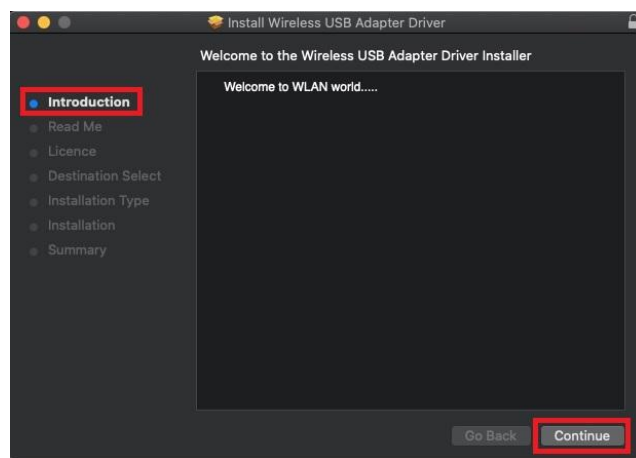 Install Wireless USB Adapter Driver
Welcome to the Wireless USB Adapter Driver Installer
Welcome to WLAN world.....
Introduction
Read Me
Licence
Destination Select
Installation Type
Installation
Summary
Go Back Continue